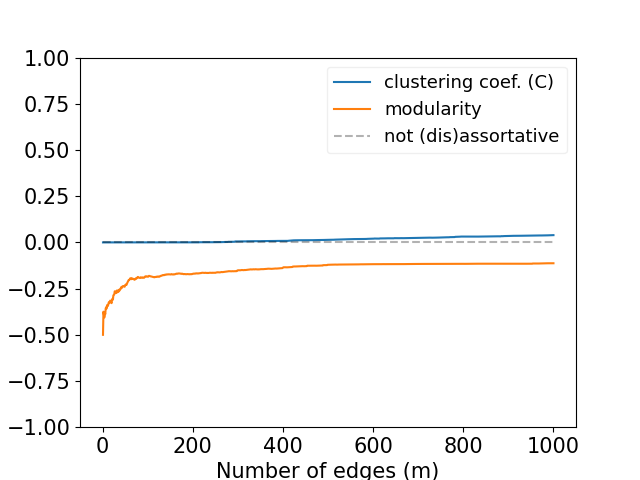 1.00
0.75
0.50
0.25
0.00
−0.25
−0.50
−0.75
−1.00
clustering coef. (C)
modularity
not (dis)assortative
0 200 400 600 800 1000
Number of edges (m)